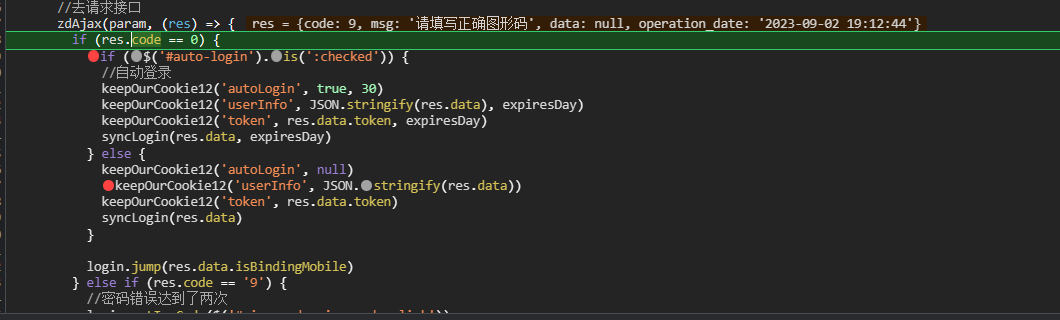 //去请求接口
zdAjax(param, (res) => { res = {code: 9, msg: '请填写正确图形码', data: null, operation_date: '2023-09-02 19:12:44'}
if (res.code == 0) {
if ($('#auto-login').is(':checked')) {
//自动登录
keepOurCookie12('autoLogin', true, 30)
keepOurCookie12('userInfo', JSON.stringify(res.data), expiresDay)
keepOurCookie12('token', res.data.token, expiresDay)
syncLogin(res.data, expiresDay)
} else {
keepOurCookie12('autoLogin', null)
keepOurCookie12('userInfo', JSON.stringify(res.data))
keepOurCookie12('token', res.data.token)
syncLogin(res.data)
}
login.jump(res.data.isBindingMobile)
} else if (res.code == '9') {
//密码错误达到了两次